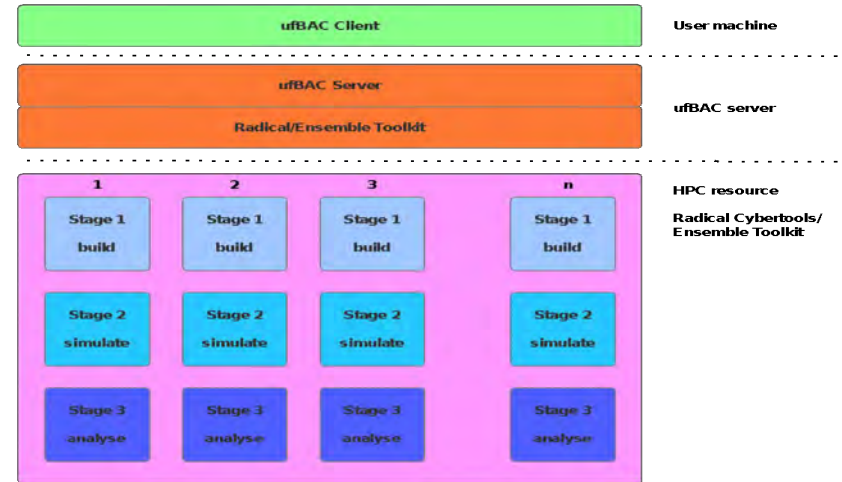 ufBAC Client
User machine
ufBAC Server
ufBAC server
Radical/Ensemble Toolkit
1 2 3 n
HPC resource
Radical Cybertools/
Ensemble Toolkit
Stage 1 Stage 1 Stage 1 Stage 1
build build build build
Stage 2 Stage 2 Stage 2 Stage 2
simulate simulate simulate simulate
Stage 3 Stage 3 Stage 3 Stage 3
analyse analyse analyse analyse